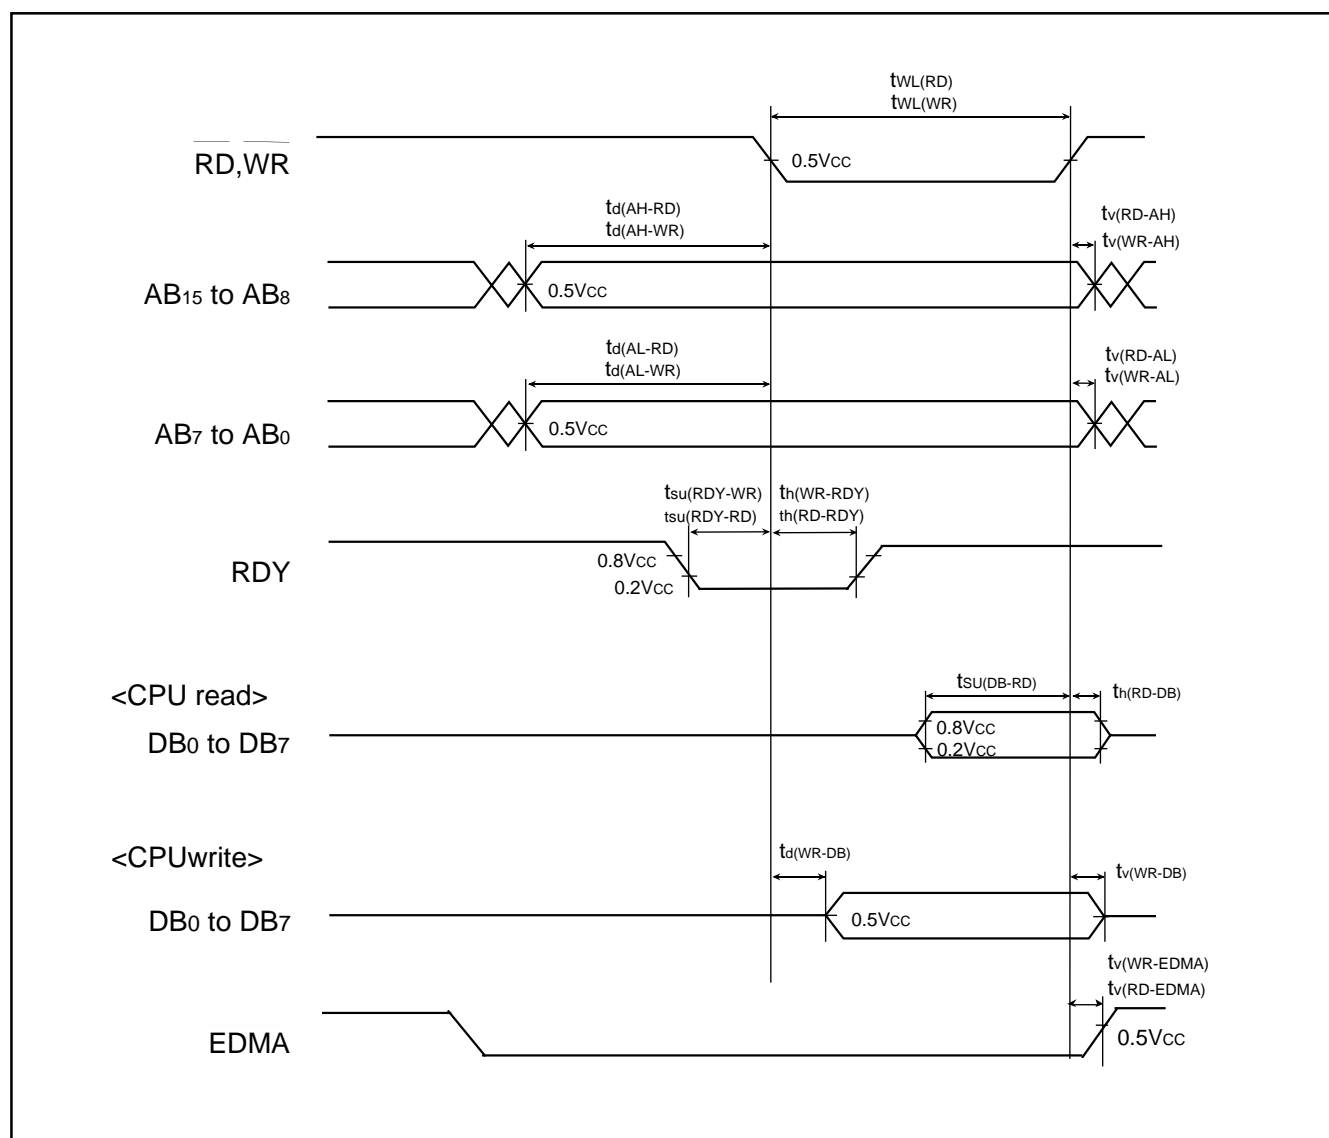 tWL(RD)
tWL(WR)
RD,WR
0.5VCC
td(AH-RD)
td(AH-WR)
tv(RD-AH)
tv(WR-AH)
AB15 to AB8
0.5VCC
td(AL-RD)
td(AL-WR)
tv(RD-AL)
tv(WR-AL)
AB7 to AB0
0.5VCC
tsu(RDY-WR)
th(WR-RDY)
tsu(RDY-RD)
th(RD-RDY)
RDY
0.8VCC
0.2VCC
<CPU read>
tSU(DB-RD)
th(RD-DB)
DB0 to DB7
0.8VCC
0.2VCC
<CPUwrite>
td(WR-DB)
tv(WR-DB)
DB0 to DB7
0.5VCC
tv(WR-EDMA)
tv(RD-EDMA)
EDMA
0.5VCC